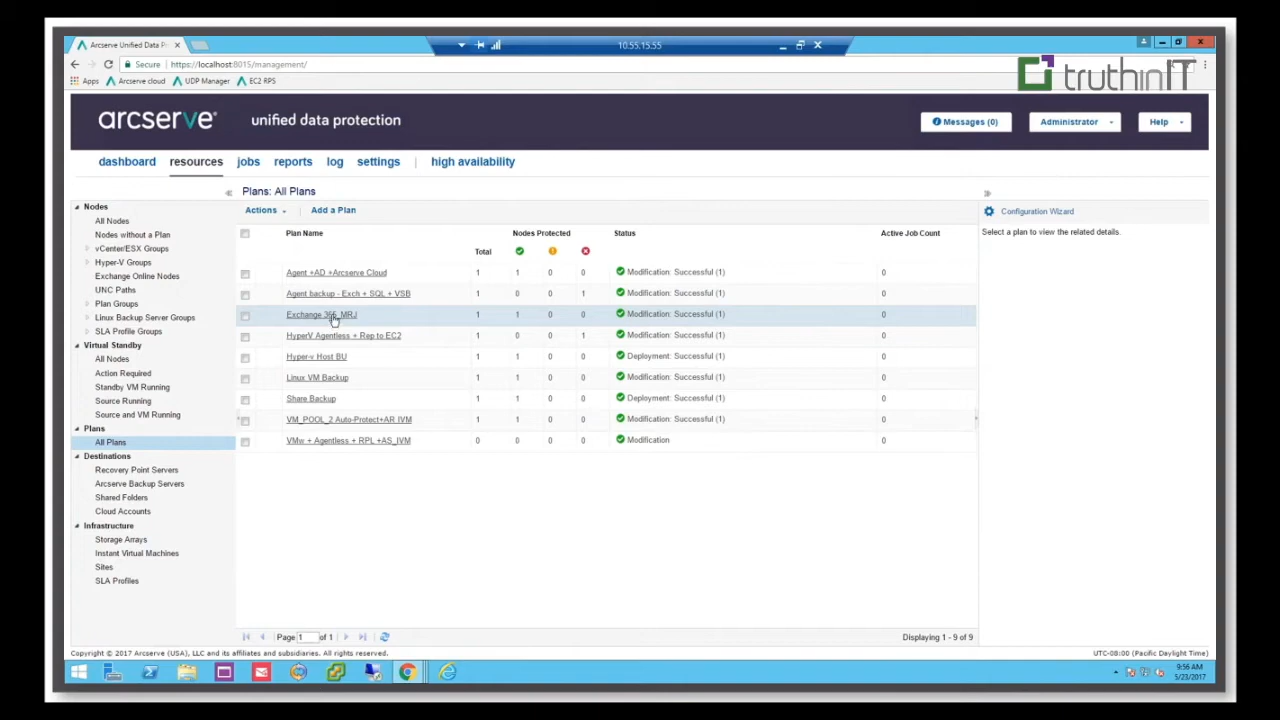 Arcserve Unified Data Pr
10.55.15.55
Secure https://localhost:8015/management/
Apps Arcserve cloud UDP Manager EC2 RPS
truthinIT
arcserve® unified data protection
Messages (0) Administrator Help
dashboard resources jobs reports log settings | high availability
Plans: All Plans
Actions Add a Plan
Configuration Wizard
Select a plan to view the related details.
Nodes
All Nodes
Nodes without a Plan
vCenter/ESX Groups
Hyper-V Groups
Exchange Online Nodes
UNC Paths
Plan Groups
Linux Backup Server Groups
SLA Profile Groups
Virtual Standby
All Nodes
Action Required
Standby VM Running
Source Running
Source and VM Running
Plans
All Plans
Destinations
Recovery Point Servers
Arcserve Backup Servers
Shared Folders
Cloud Accounts
Infrastructure
Storage Arrays
Instant Virtual Machines
Sites
SLA Profiles
Plan Name Nodes Protected Status Active Job Count
Total
Agent +AD +Arcserve Cloud 1 1 0 0 Modification: Successful (1) 0
Agent backup - Exch + SQL + VSB 1 0 0 1 Modification: Successful (1) 0
Exchange 365_MRJ 1 1 0 0 Modification: Successful (1) 0
HyperV Agentless + Rep to EC2 1 0 0 1 Modification: Successful (1) 0
Hyper-v Host BU 1 1 0 0 Deployment: Successful (1) 0
Linux VM Backup 1 1 0 0 Modification: Successful (1) 0
Share Backup 1 1 0 0 Deployment: Successful (1) 0
VM_POOL_2 Auto-Protect+AR IVM 1 1 0 0 Modification: Successful (1) 0
VMw + Agentless + RPL +AS_IVM 0 0 0 0 Modification 0
Page 1 of 1
Displaying 1 - 9 of 9
Copyright © 2017 Arcserve (USA), LLC and its affiliates and subsidiaries. All rights reserved.
UTC-08:00 (Pacific Daylight Time)
9:56 AM
5/23/2017